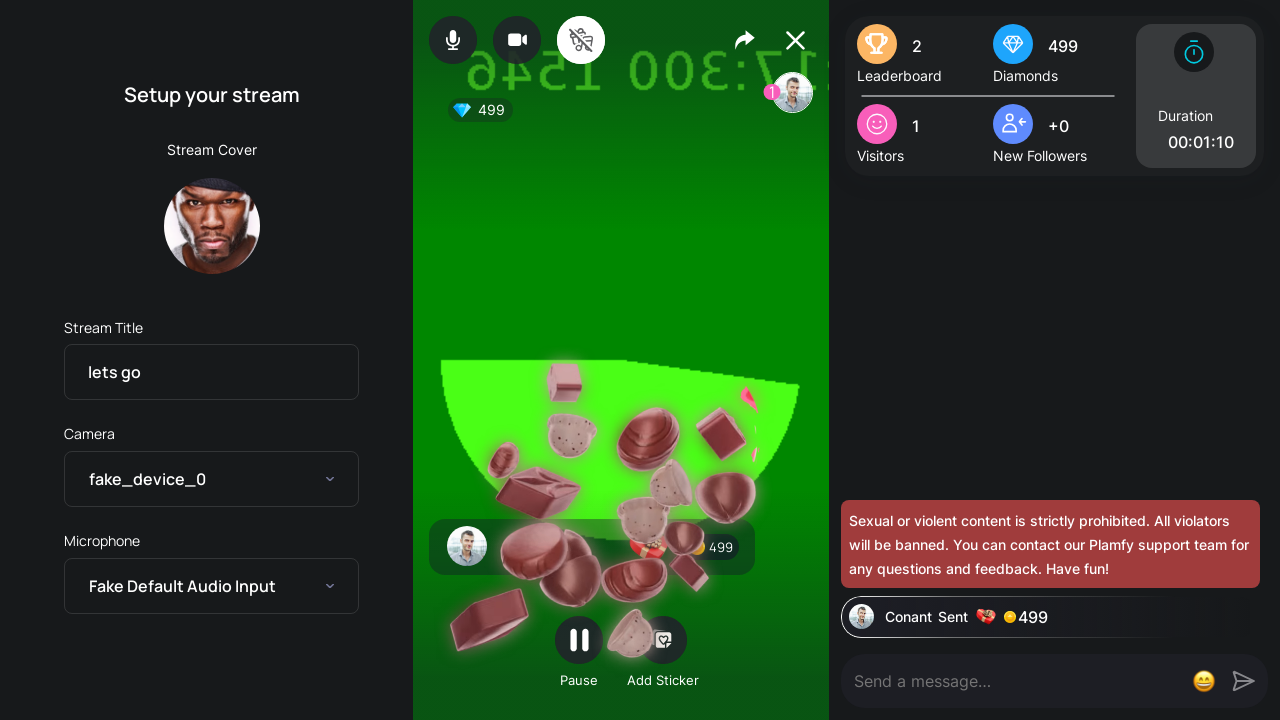 Setup your stream
Stream Cover
Stream Title
lets go
Camera
fake_device_0
Microphone
Fake Default Audio Input
:17:300 1546
499
1
499
Pause
Add Sticker
2
Leaderboard
499
Diamonds
1
Visitors
+0
New Followers
Duration
00:01:10
Sexual or violent content is strictly prohibited. All violators
will be banned. You can contact our Plamfy support team for
any questions and feedback. Have fun!
Conant Sent 499
Send a message...